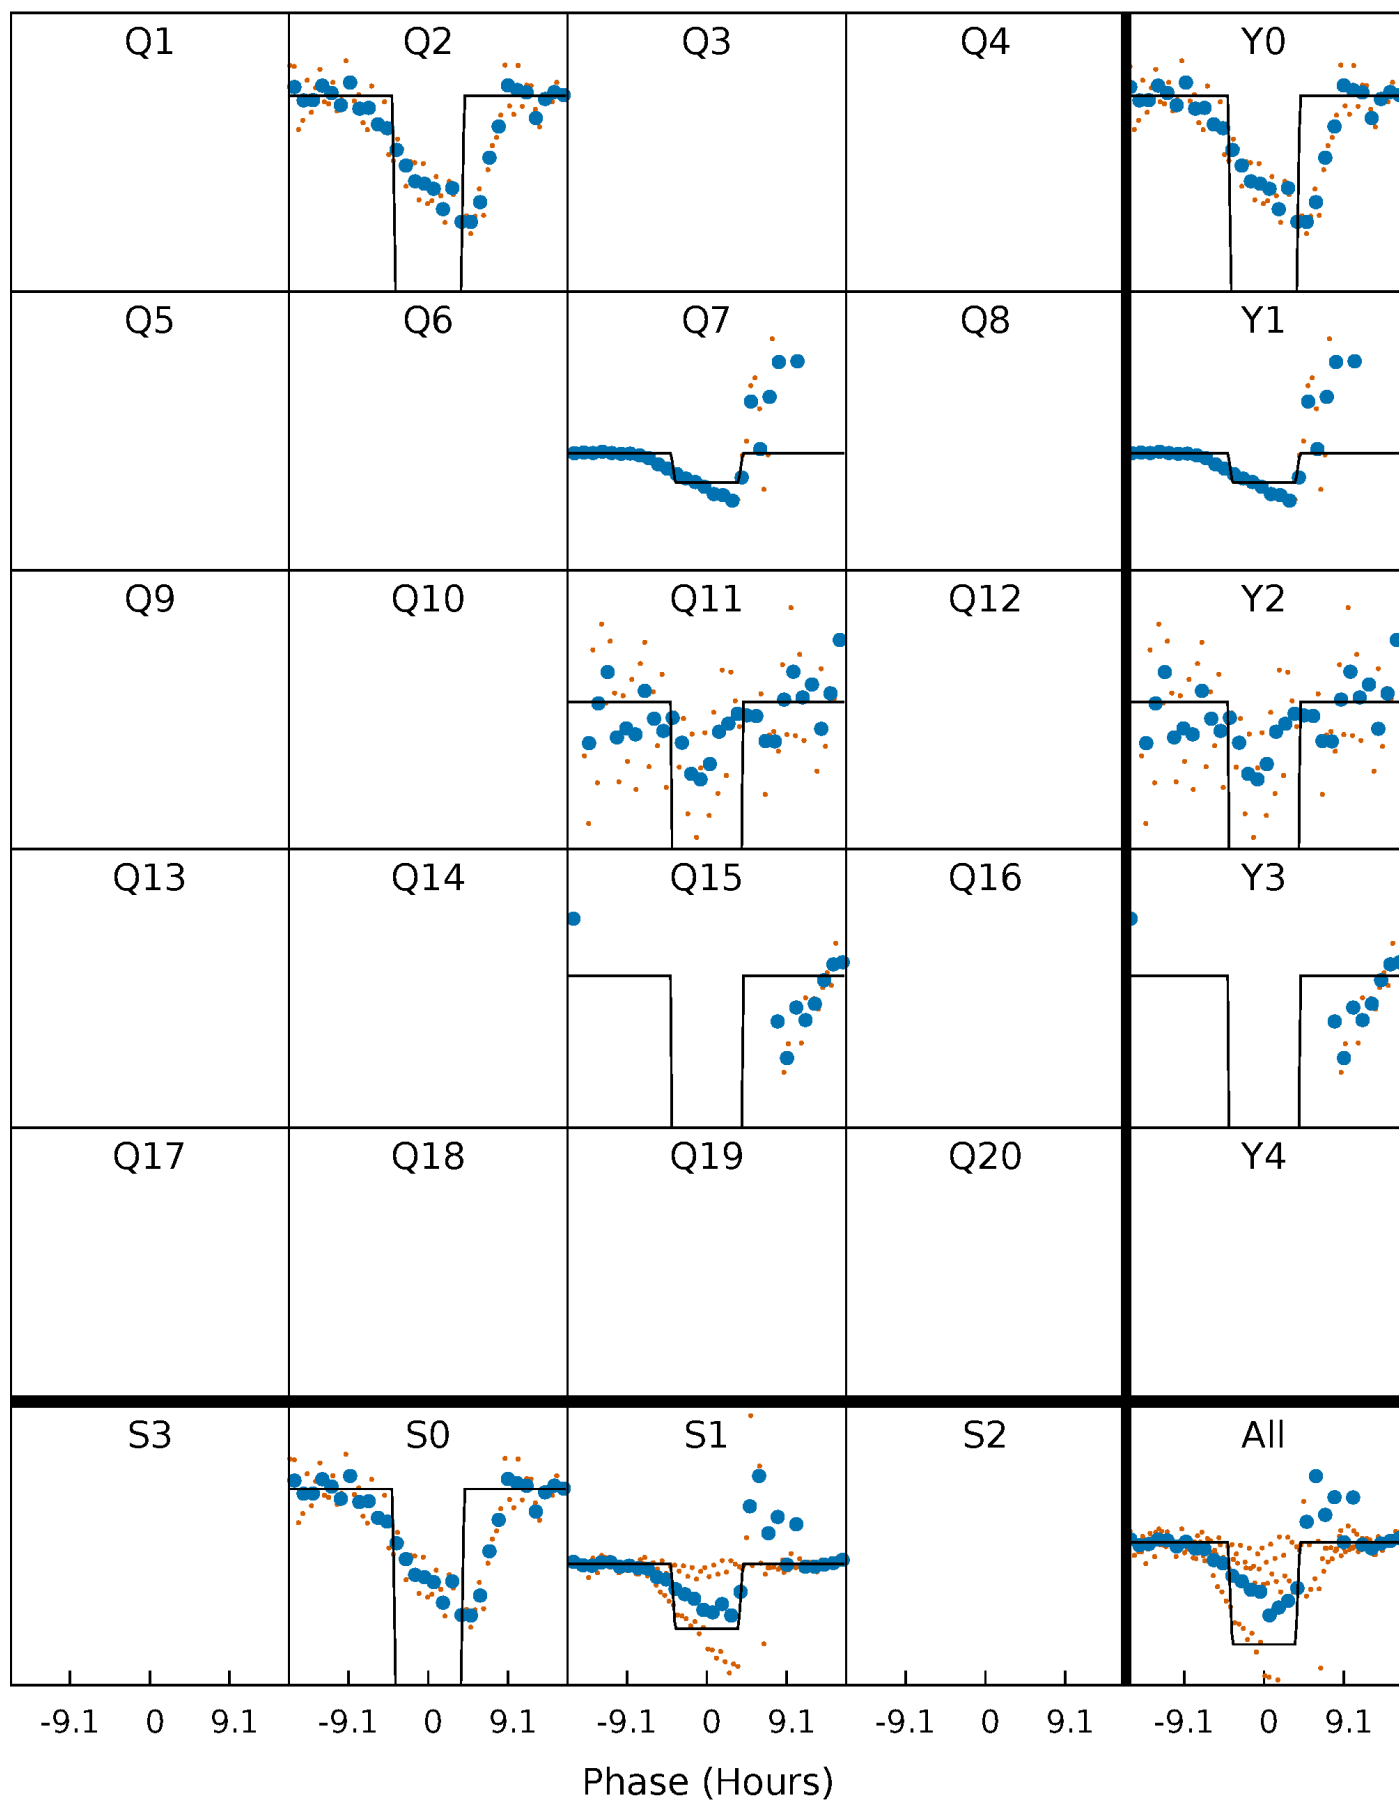 Q1 Q2 Q3 Q4 Y0
Q5 Q6 Q7 Q8 Y1
Q9 Q10 Q11 Q12 Y2
Q13 Q14 Q15 Q16 Y3
Q17 Q18 Q19 Q20 Y4
S3 S0 S1 S2 All
-9.1 0 9.1 -9.1 0 9.1 -9.1 0 9.1 -9.1 0 9.1 -9.1 0 9.1
Phase (Hours)